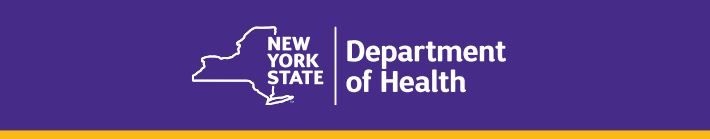 NEW
YORK
STATE
Department
of Health